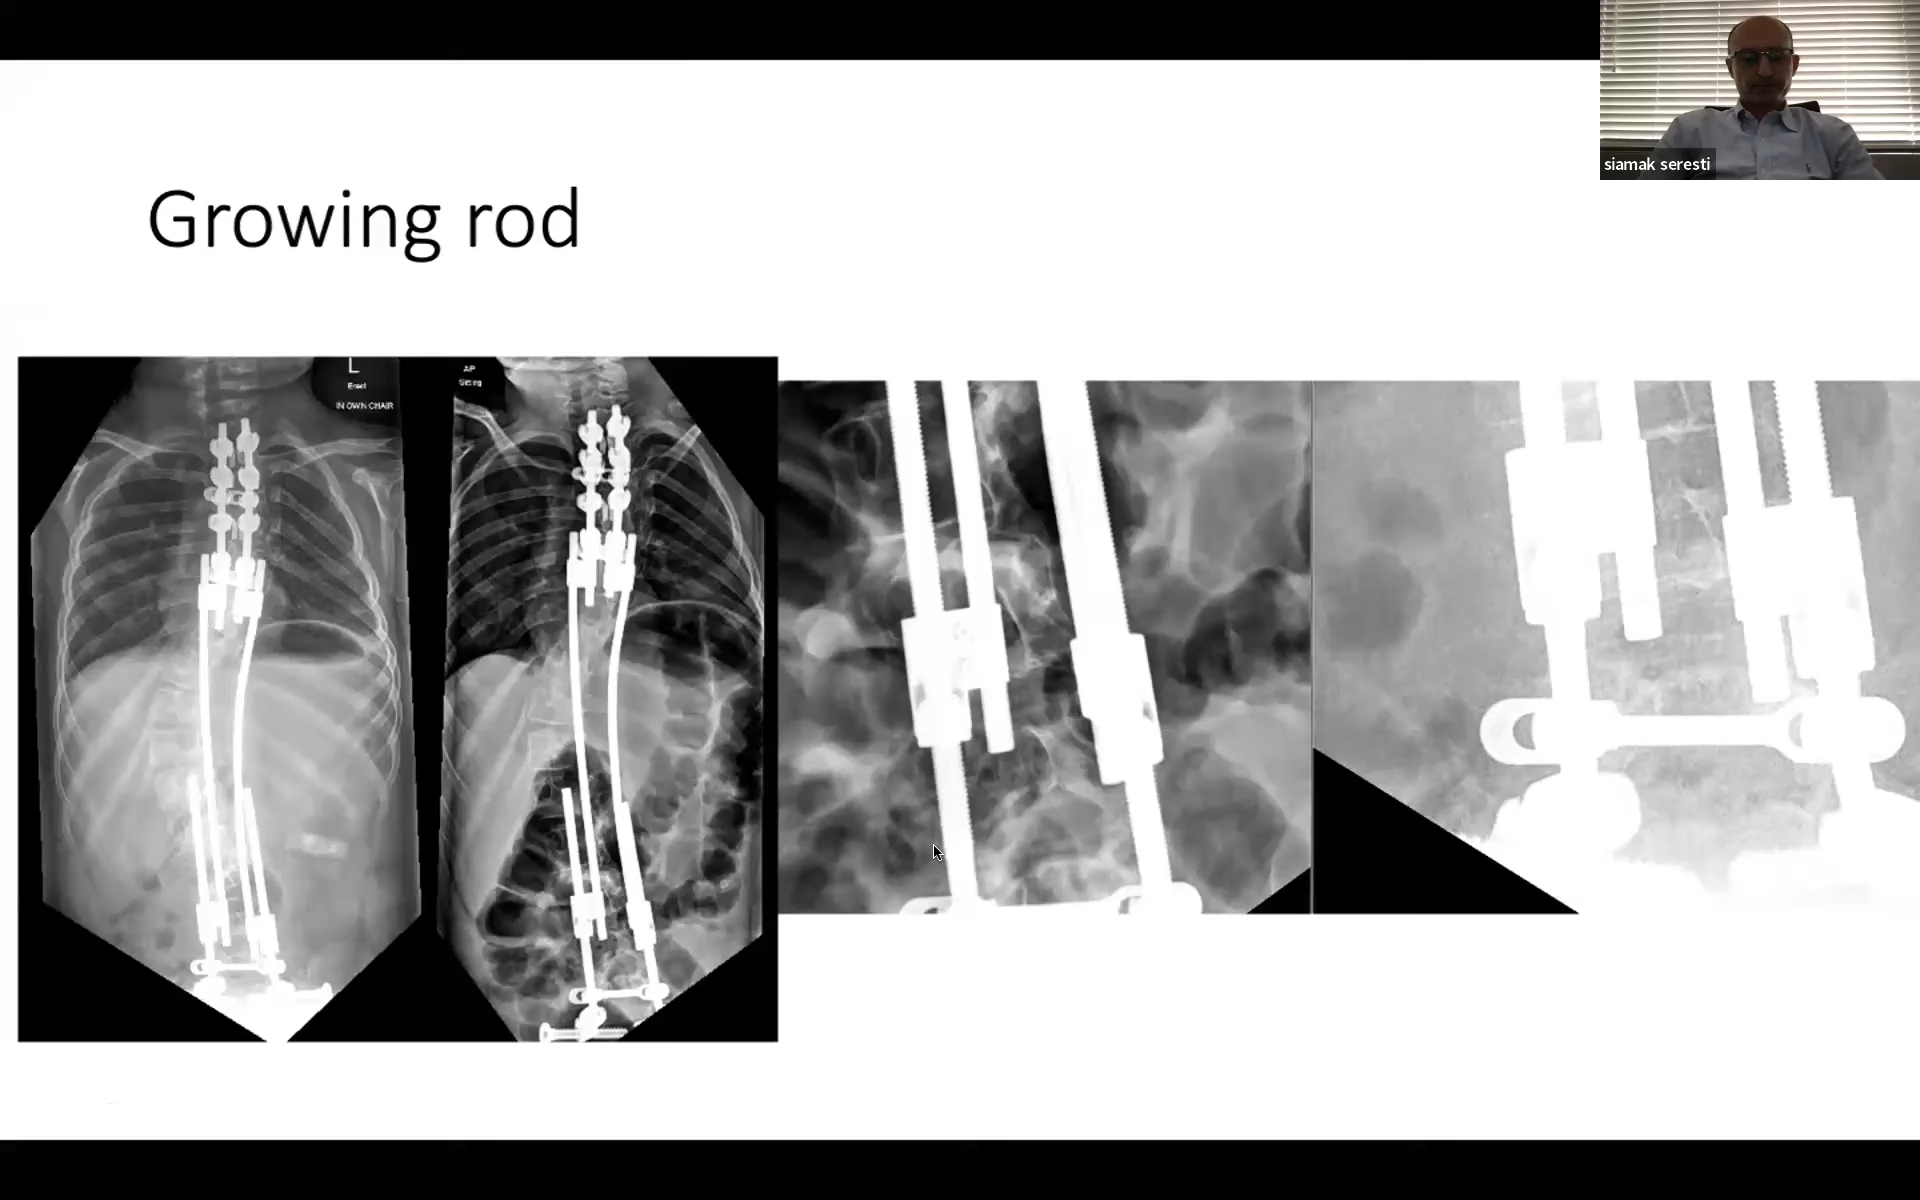 siamak seresti
Growing rod
L
Erect
IN OWN CHAIR
AP
Sitting